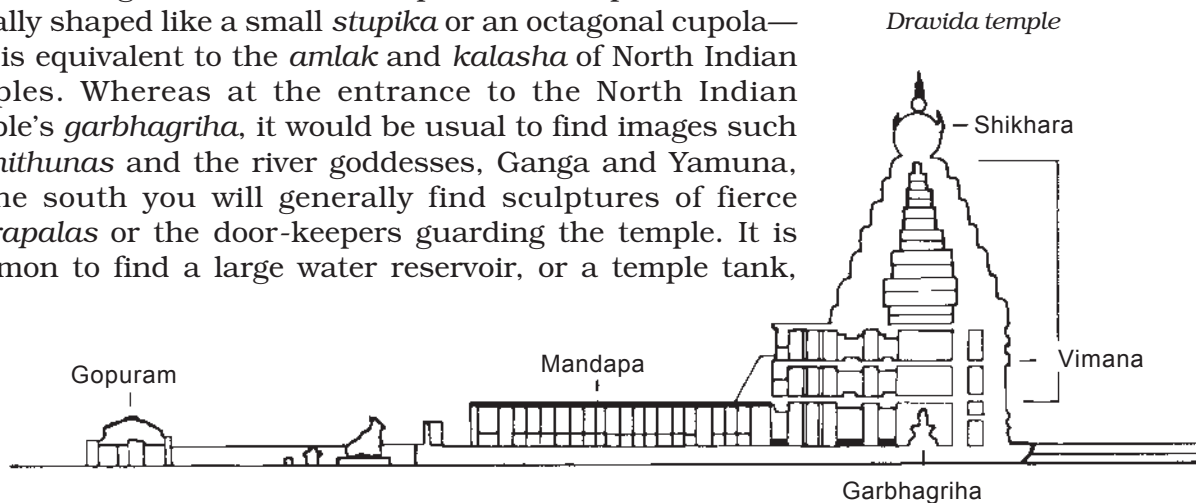 ally shaped like a small stupika or an octagonal cupola—
is equivalent to the amlak and kalasha of North Indian
ples. Whereas at the entrance to the North Indian
ple's garbhagriha, it would be usual to find images such
mithunas and the river goddesses, Ganga and Yamuna,
he south you will generally find sculptures of fierce
rapalas or the door-keepers guarding the temple. It is
mon to find a large water reservoir, or a temple tank,
Dravida temple
Shikhara
Vimana
Mandapa
Gopuram
Garbhagriha